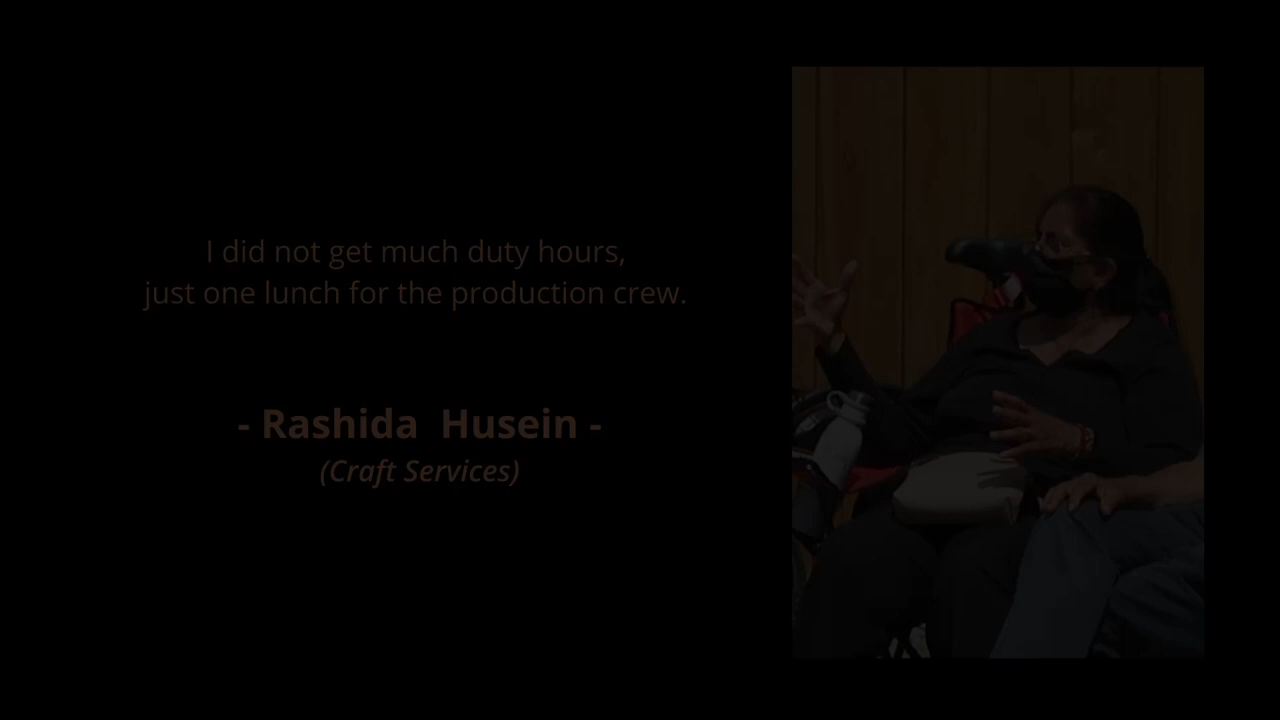 I did not get much duty hours,
just one lunch for the production crew.
- Rashida  Husein -
(Craft Services)